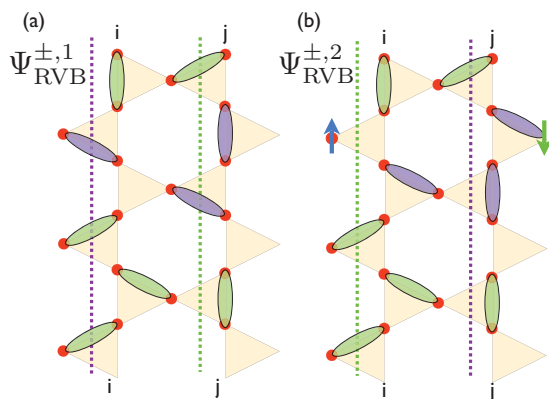 (a)
i
j
Ψ^{±,1}_{RVB}
i
j
(b)
i
j
Ψ^{±,2}_{RVB}
i
j